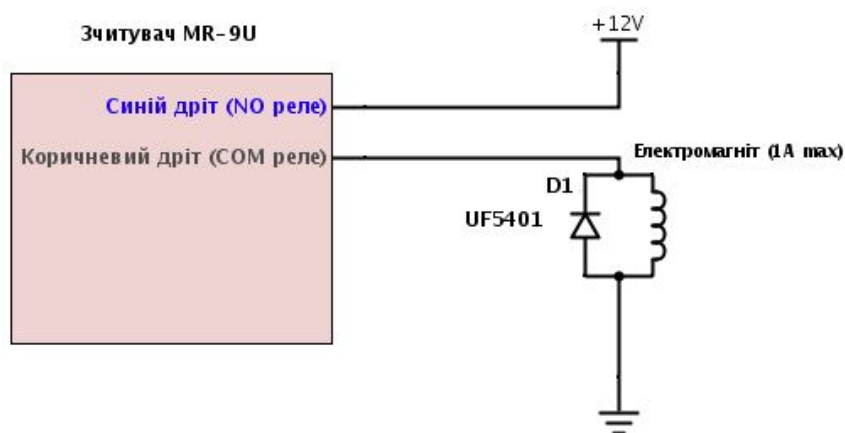 +12V
Зчитувач MR-9U
Синій дріт (NO реле)
Коричневий дріт (COM реле)
Електромагніт (1A max)
D1
UF5401